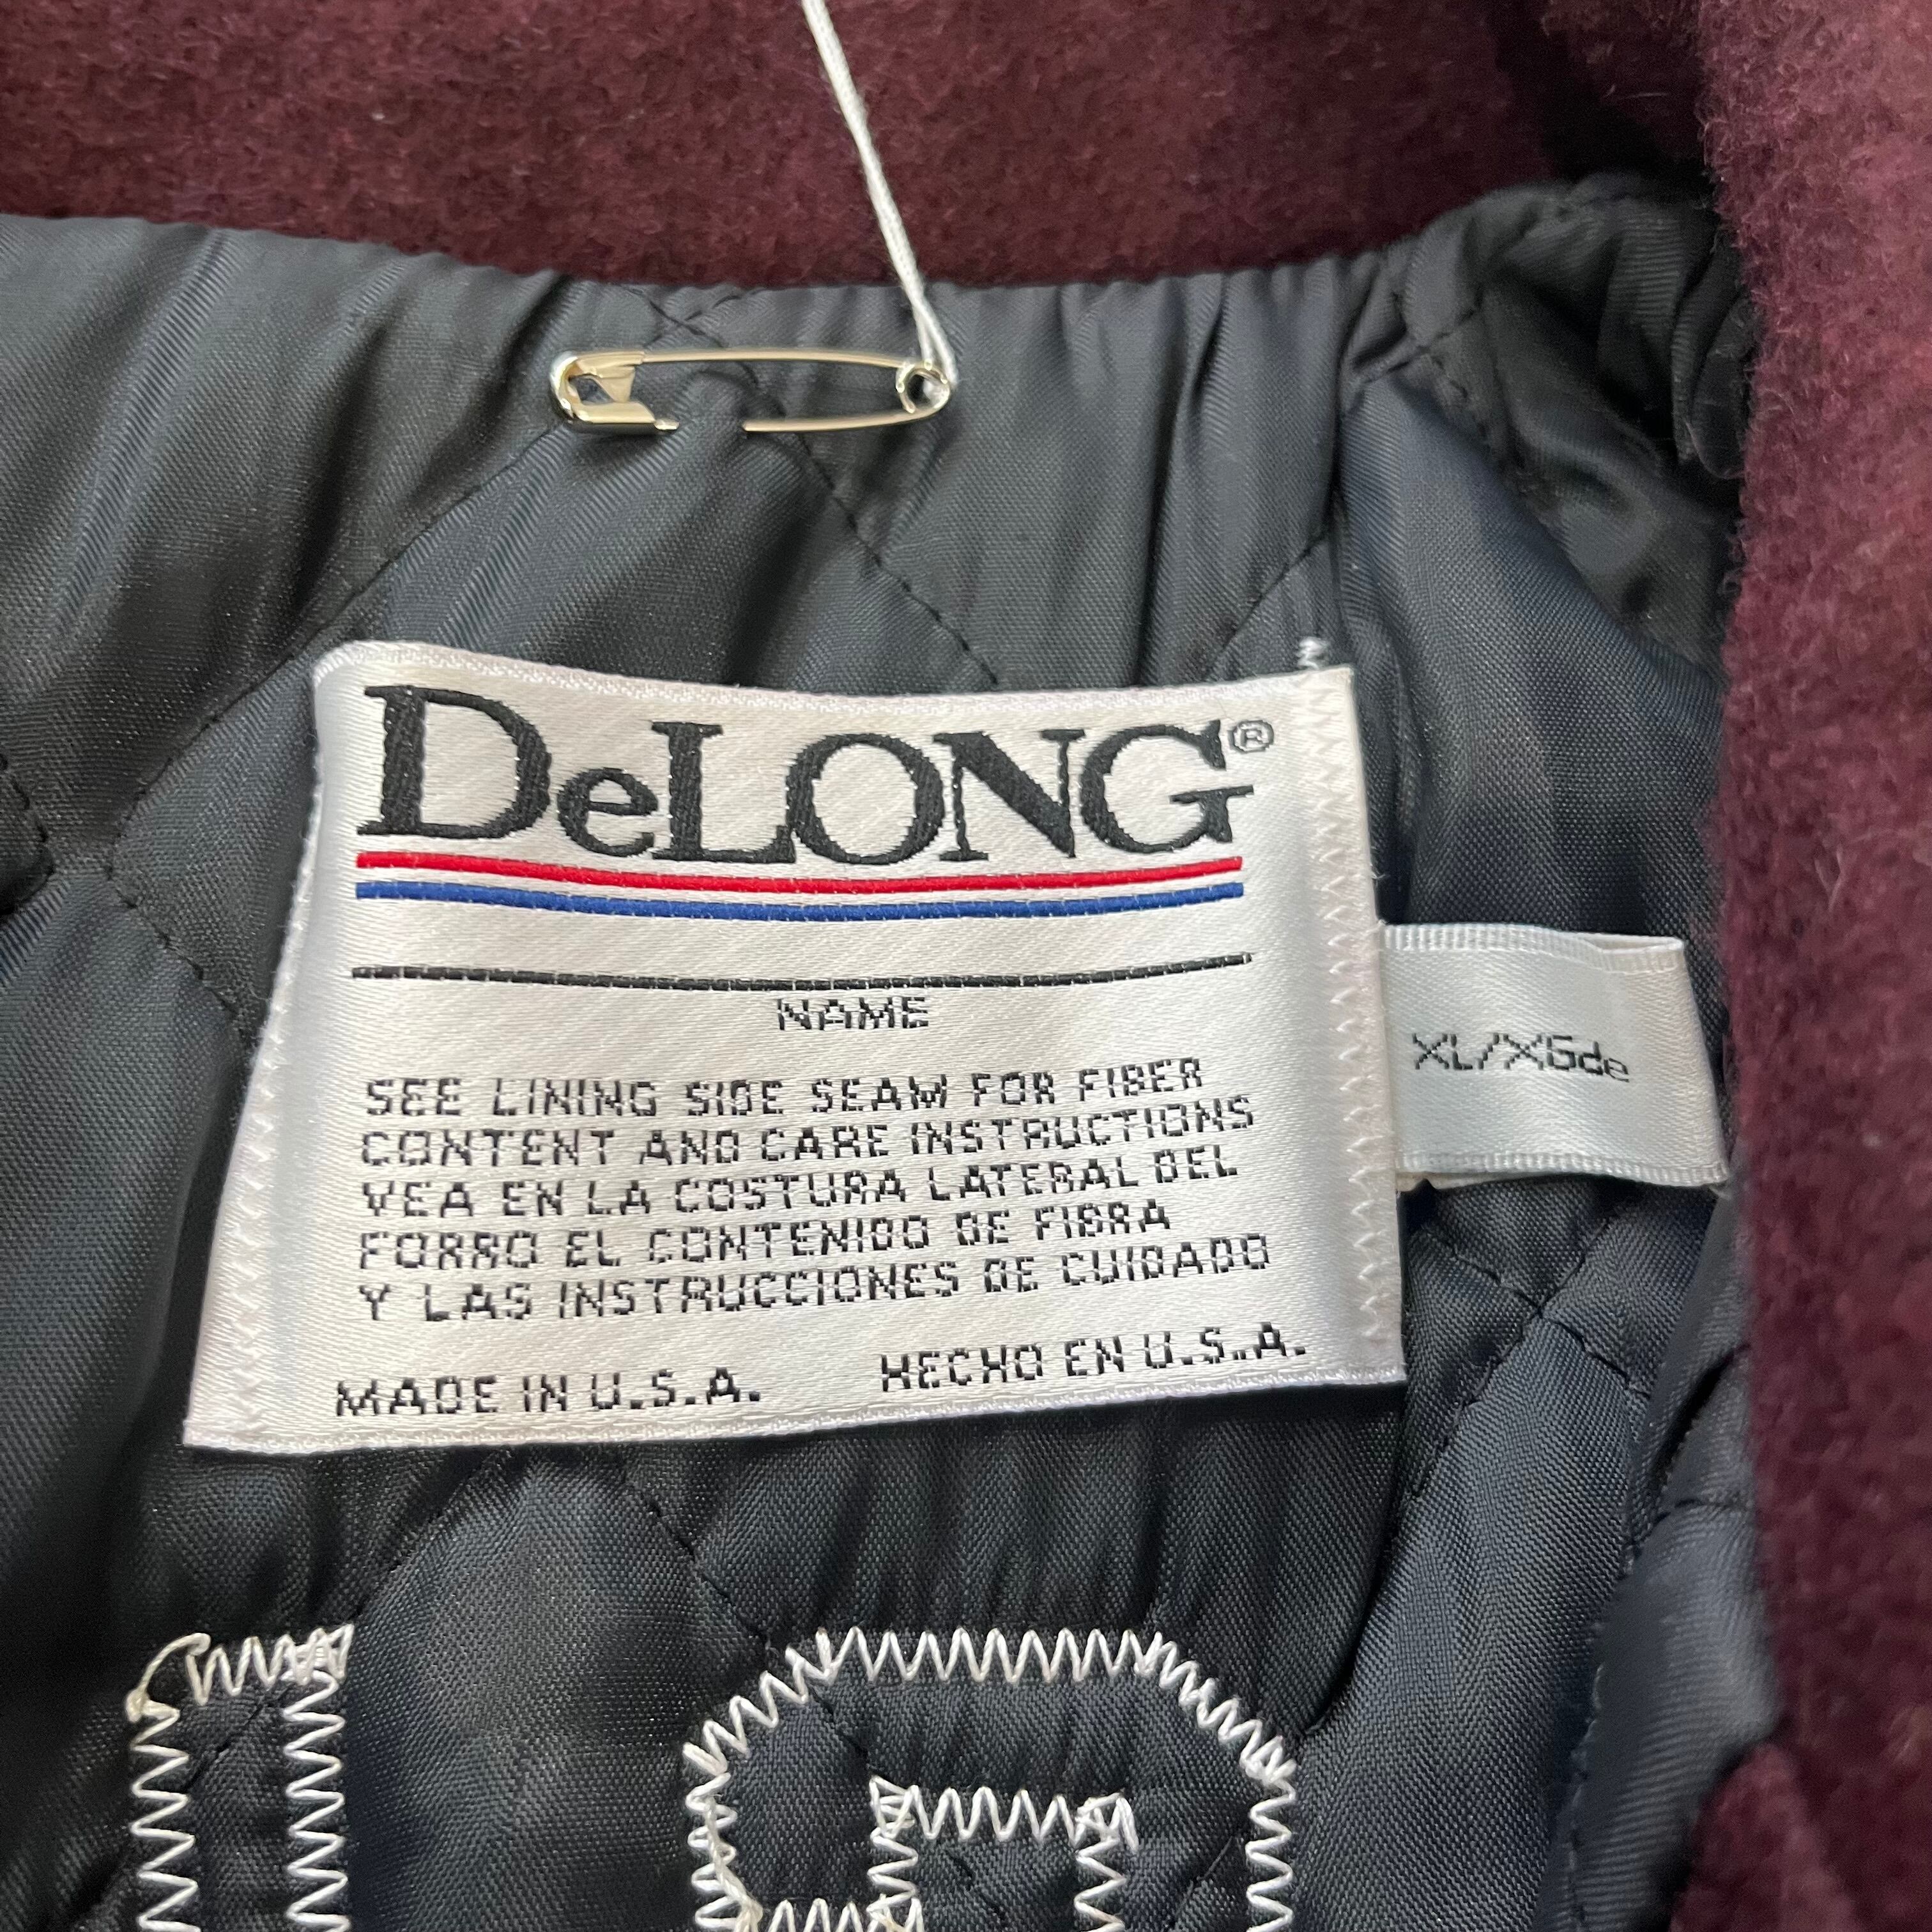 DeLONG®
NAME
SEE LINING SIDE SEAM FOR FIBER
CONTENT AND CARE INSTRUCTIONS
VEA EN LA COSTURA LATERAL DEL
FORRO EL CONTENIDO DE FIBRA
Y LAS INSTRUCCIONES DE CUIDADO
MADE IN U.S.A. HECHO EN U.S.A.
XL/XGde